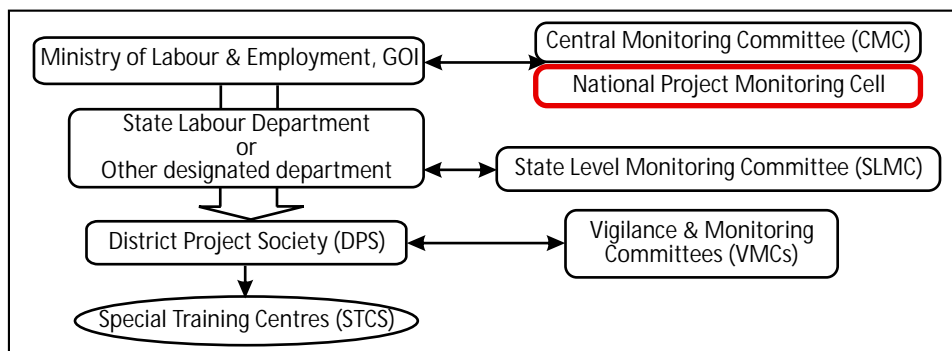 Ministry of Labour & Employment, GOI
Central Monitoring Committee (CMC)
National Project Monitoring Cell
State Labour Department
or
Other designated department
State Level Monitoring Committee (SLMC)
District Project Society (DPS)
Vigilance & Monitoring
Committees (VMCs)
Special Training Centres (STCS)